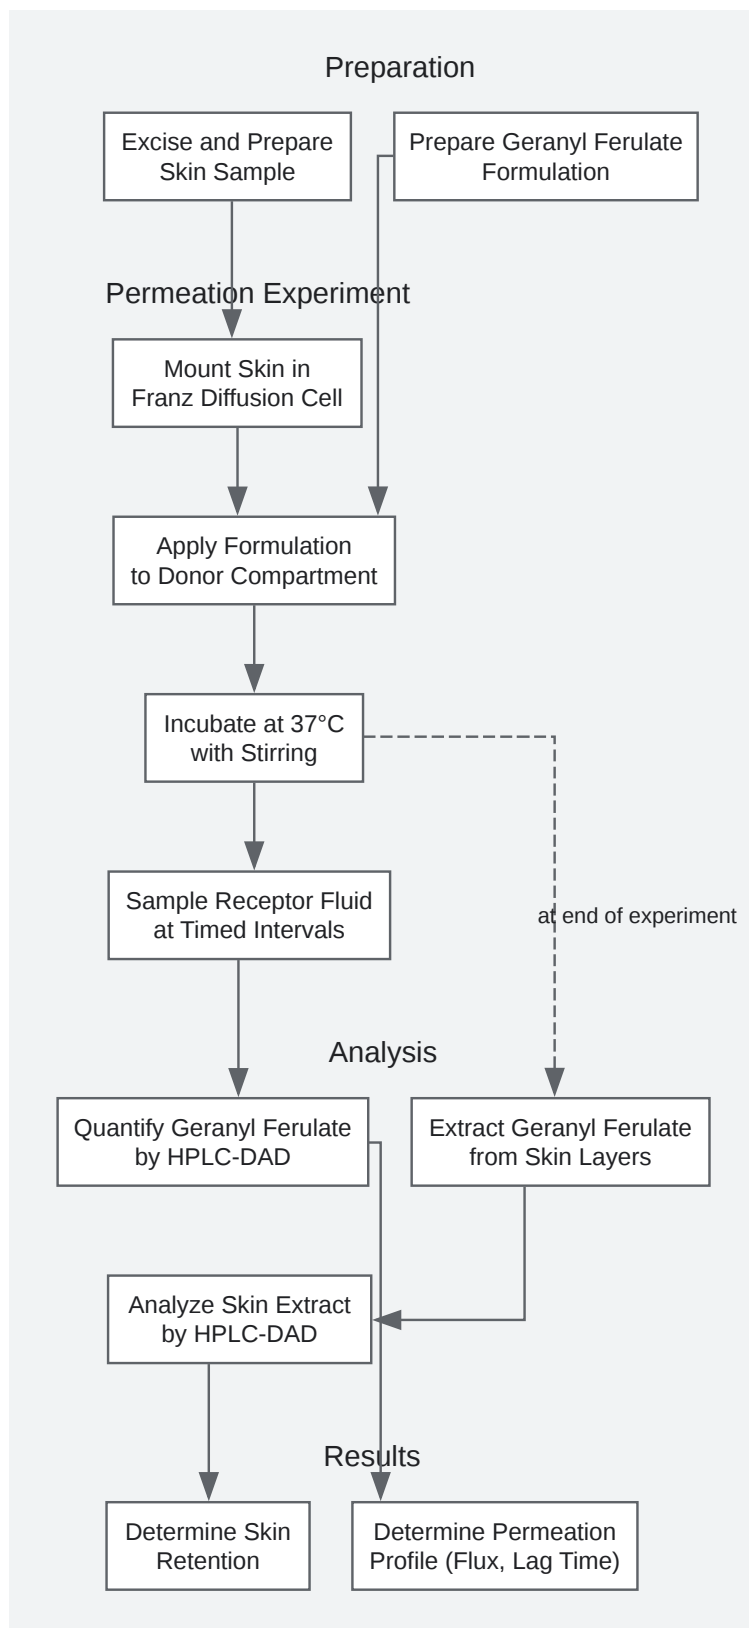 Preparation
Excise and Prepare
Skin Sample
Prepare Geranyl Ferulate
Formulation
Permeation Experiment
Mount Skin in
Franz Diffusion Cell
Apply Formulation
to Donor Compartment
Incubate at 37°C
with Stirring
Sample Receptor Fluid
at Timed Intervals
at end of experiment
Analysis
Quantify Geranyl Ferulate
by HPLC-DAD
Extract Geranyl Ferulate
from Skin Layers
Analyze Skin Extract
by HPLC-DAD
Results
Determine Skin
Retention
Determine Permeation
Profile (Flux, Lag Time)